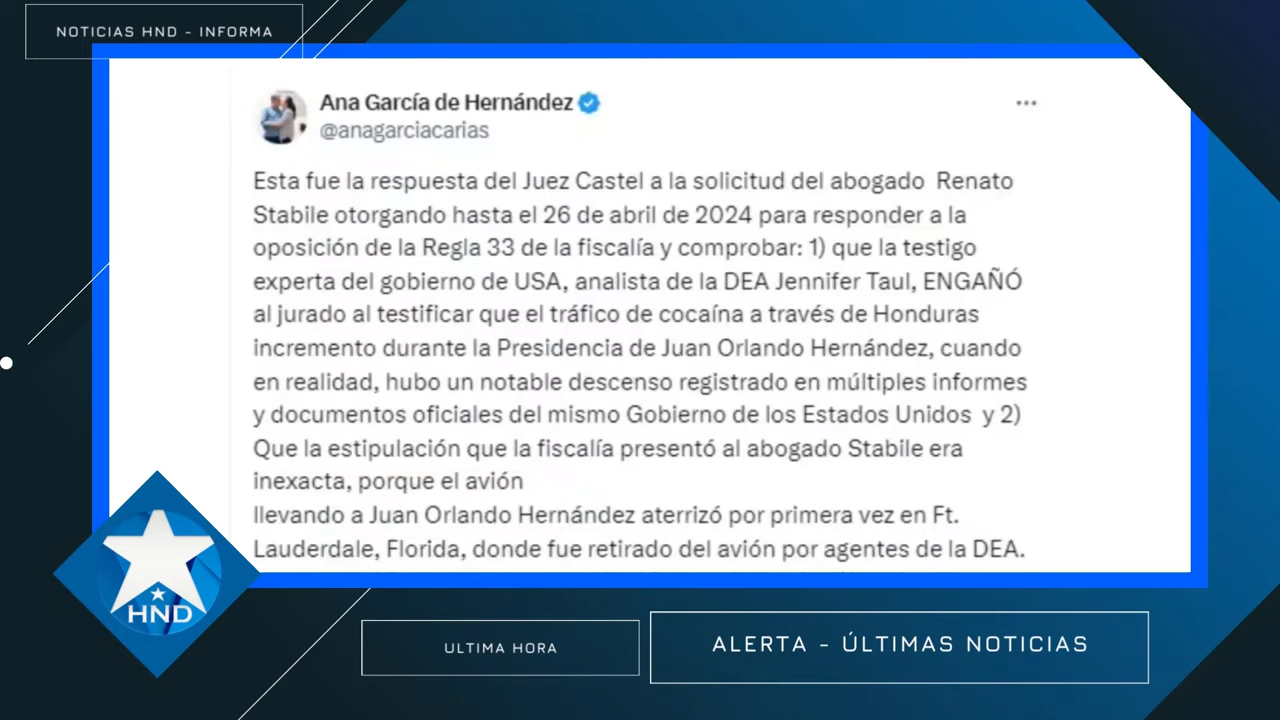 NOTICIAS HND - INFORMA
Ana García de Hernández
@anagarciacarias
Esta fue la respuesta del Juez Castel a la solicitud del abogado Renato
Stabile otorgando hasta el 26 de abril de 2024 para responder a la
oposición de la Regla 33 de la fiscalía y comprobar: 1) que la testigo
experta del gobierno de USA, analista de la DEA Jennifer Taul, ENGAÑÓ
al jurado al testificar que el tráfico de cocaína a través de Honduras
incremento durante la Presidencia de Juan Orlando Hernández, cuando
en realidad, hubo un notable descenso registrado en múltiples informes
y documentos oficiales del mismo Gobierno de los Estados Unidos y 2)
Que la estipulación que la fiscalía presentó al abogado Stabile era
inexacta, porque el avión
llevando a Juan Orlando Hernández aterrizó por primera vez en Ft.
Lauderdale, Florida, donde fue retirado del avión por agentes de la DEA.
HND
ULTIMA HORA
ALERTA - ÚLTIMAS NOTICIAS